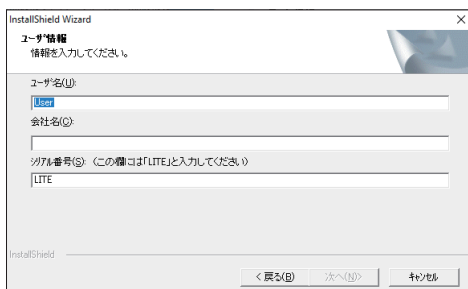 InstallShield Wizard
ユーザ情報
情報を入力してください。
ユーザ名(U):
User
会社名(C):
シリアル番号(S): (この欄には「LITE」と入力してください)
LITE
InstallShield
< 戻る(B)
次へ(N)>
キャンセル